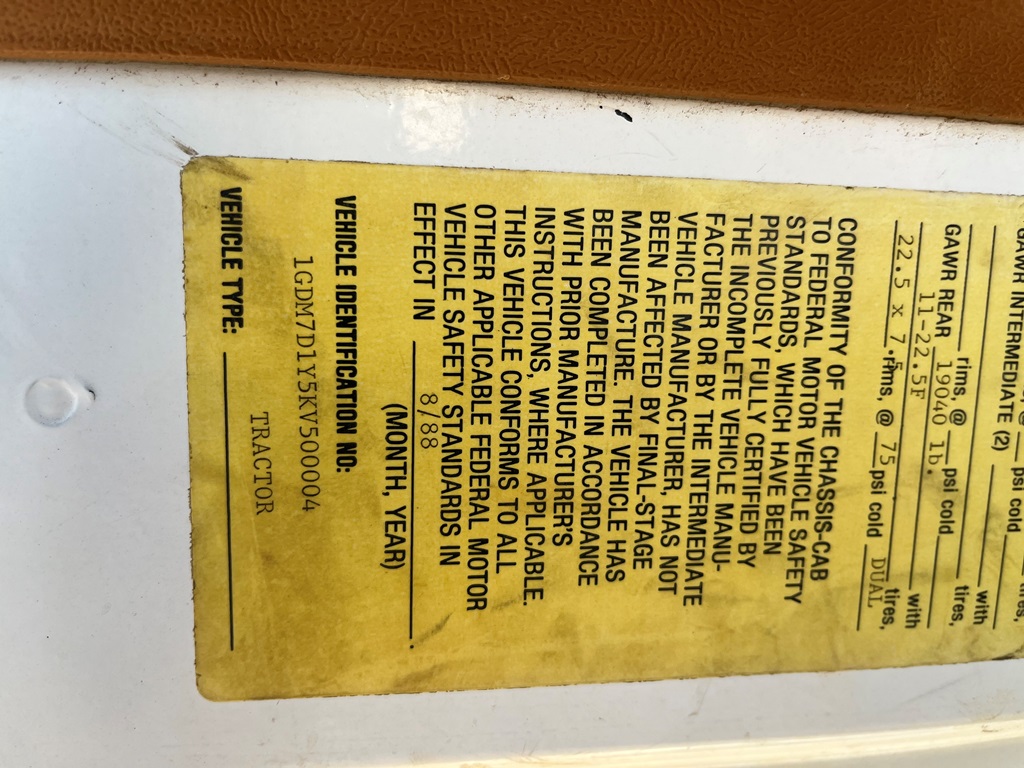 GAWR INTERMEDIATE (2)
with
tires,
rims, @ psi cold
GAWR REAR 19040 lb. with
11-22.5F tires,
22.5 x 7.5 rims, @ 75 psi cold DUAL
CONFORMITY OF THE CHASSIS-CAB
TO FEDERAL MOTOR VEHICLE SAFETY
STANDARDS, WHICH HAVE BEEN
PREVIOUSLY FULLY CERTIFIED BY
THE INCOMPLETE VEHICLE MANU-
FACTURER OR BY THE INTERMEDIATE
VEHICLE MANUFACTURER, HAS NOT
BEEN AFFECTED BY FINAL-STAGE
MANUFACTURE. THE VEHICLE HAS
BEEN COMPLETED IN ACCORDANCE
WITH PRIOR MANUFACTURER'S
INSTRUCTIONS, WHERE APPLICABLE.
THIS VEHICLE CONFORMS TO ALL
OTHER APPLICABLE FEDERAL MOTOR
VEHICLE SAFETY STANDARDS IN
EFFECT IN 8/88.
(MONTH, YEAR)
VEHICLE IDENTIFICATION NO:
1GDM7D1Y5KV500004
VEHICLE TYPE: TRACTOR